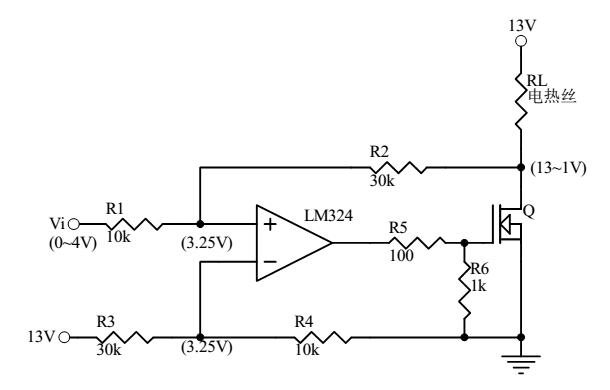 13V
RL
电热丝
R2
30k
(13~1V)
R1
Vi
10k
(0~4V)
(3.25V)
+
−
LM324
R5
100
Q
R6
1k
R3
13V
30k
(3.25V)
R4
10k